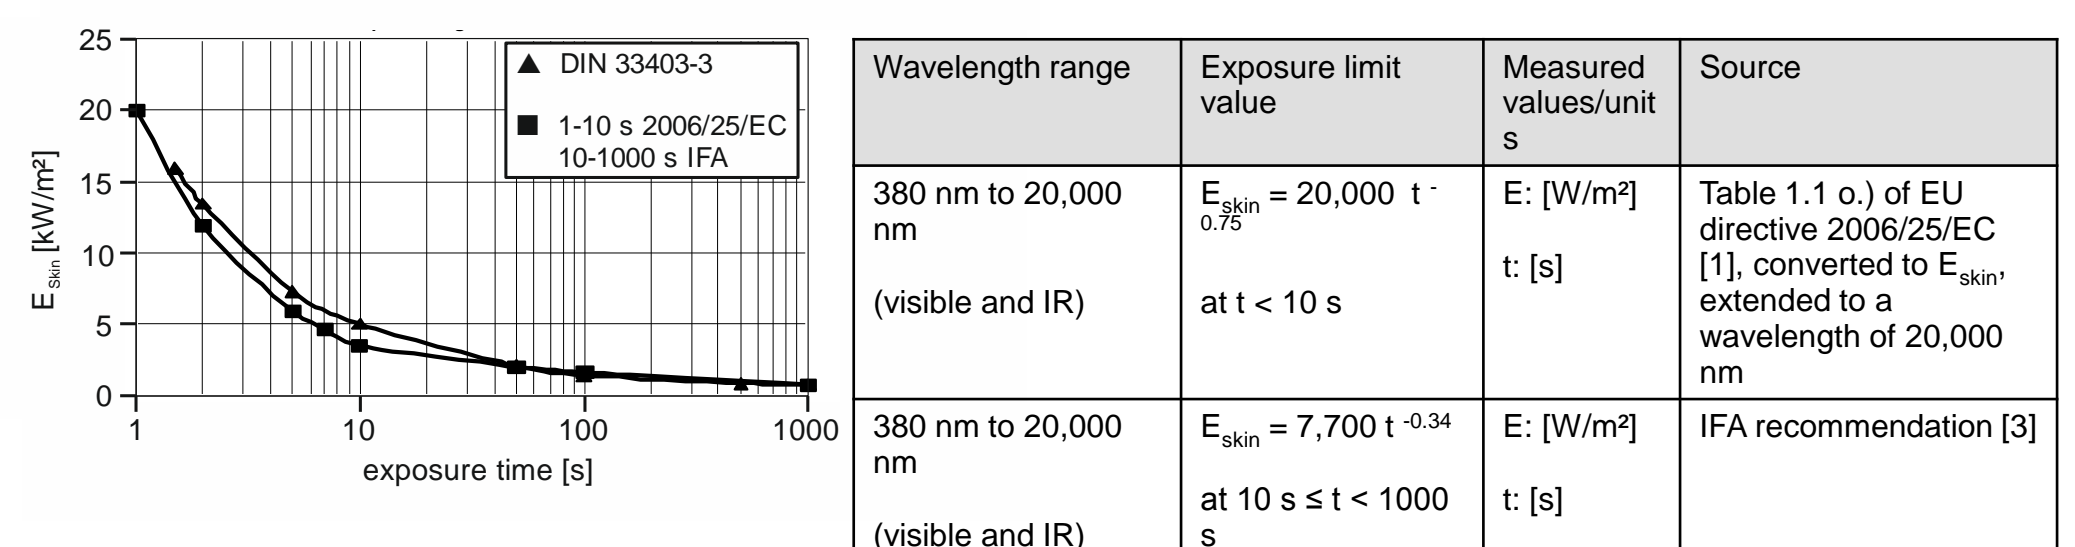 25
20
15
10
5
0
E skin [kW/m²]
1 10 100 1000
exposure time [s]
DIN 33403-3
1-10 s 2006/25/EC
10-1000 s IFA
Wavelength range
Exposure limit
value
Measured
values/unit
s
Source
380 nm to 20,000
nm
(visible and IR)
E skin = 20,000 t -
0.75
at t < 10 s
E: [W/m²]
t: [s]
Table 1.1 o.) of EU
directive 2006/25/EC
[1], converted to E skin,
extended to a
wavelength of 20,000
nm
380 nm to 20,000
nm
(visible and IR)
E skin = 7,700 t -0.34
at 10 s ≤ t < 1000
s
E: [W/m²]
t: [s]
IFA recommendation [3]